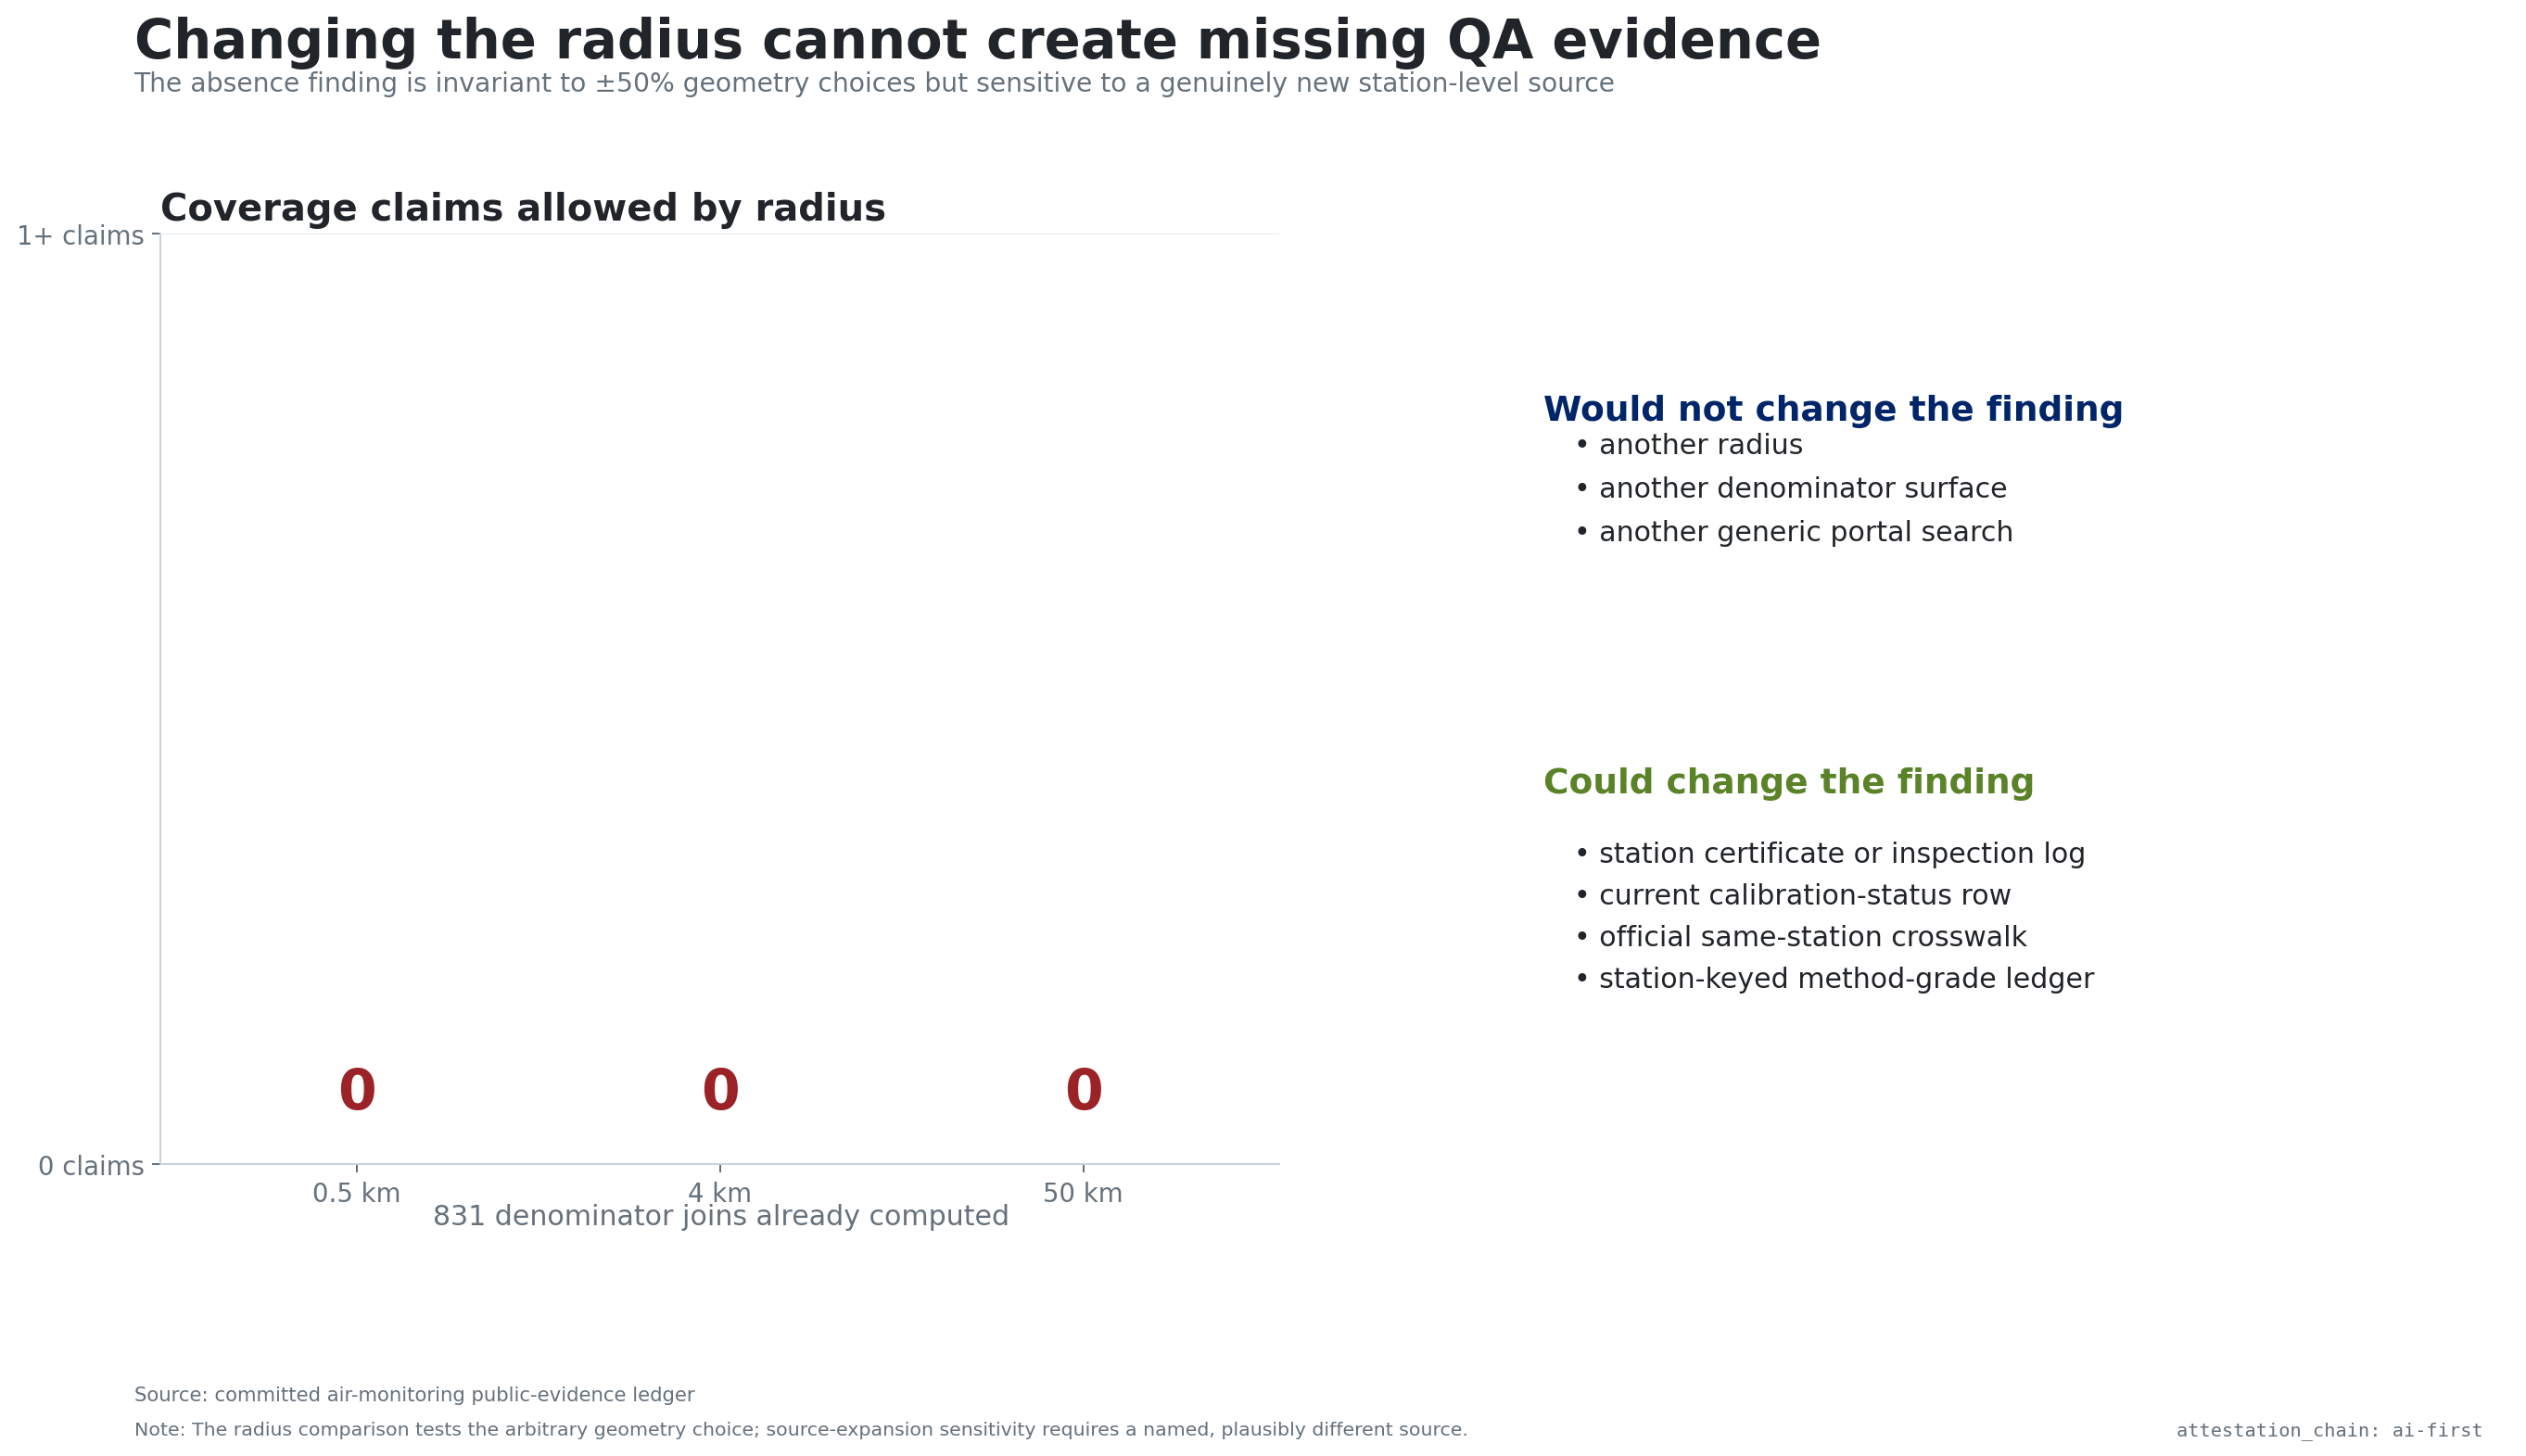 Changing the radius cannot create missing QA evidence
The absence finding is invariant to ±50% geometry choices but sensitive to a genuinely new station-level source
Coverage claims allowed by radius
1+ claims
0 claims
0
0
0
0.5 km
4 km
50 km
831 denominator joins already computed
Would not change the finding
• another radius
• another denominator surface
• another generic portal search
Could change the finding
• station certificate or inspection log
• current calibration-status row
• official same-station crosswalk
• station-keyed method-grade ledger
Source: committed air-monitoring public-evidence ledger
Note: The radius comparison tests the arbitrary geometry choice; source-expansion sensitivity requires a named, plausibly different source.
attestation_chain: ai-first